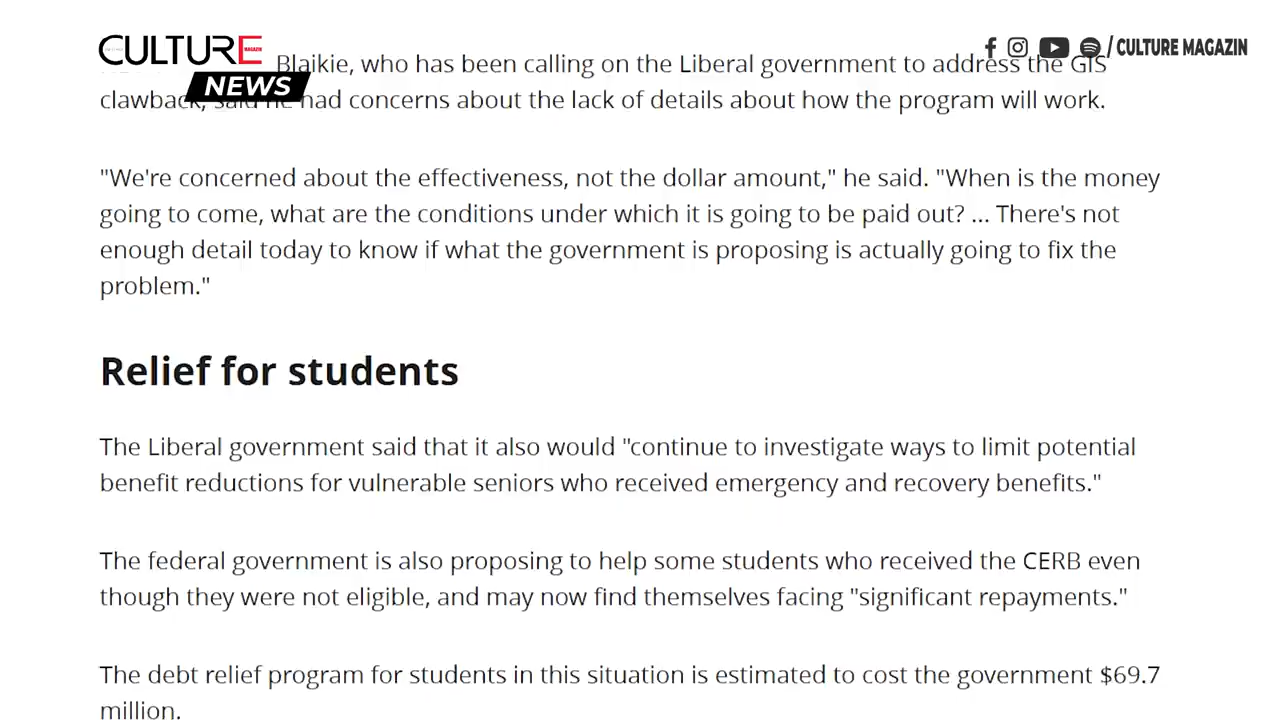 CULTURE
MAGAZIN
NEWS
/ CULTURE MAGAZIN
Blaikie, who has been calling on the Liberal government to address the GIS
clawback, said he had concerns about the lack of details about how the program will work.
"We're concerned about the effectiveness, not the dollar amount," he said. "When is the money
going to come, what are the conditions under which it is going to be paid out? ... There's not
enough detail today to know if what the government is proposing is actually going to fix the
problem."
Relief for students
The Liberal government said that it also would "continue to investigate ways to limit potential
benefit reductions for vulnerable seniors who received emergency and recovery benefits."
The federal government is also proposing to help some students who received the CERB even
though they were not eligible, and may now find themselves facing "significant repayments."
The debt relief program for students in this situation is estimated to cost the government $69.7
million.